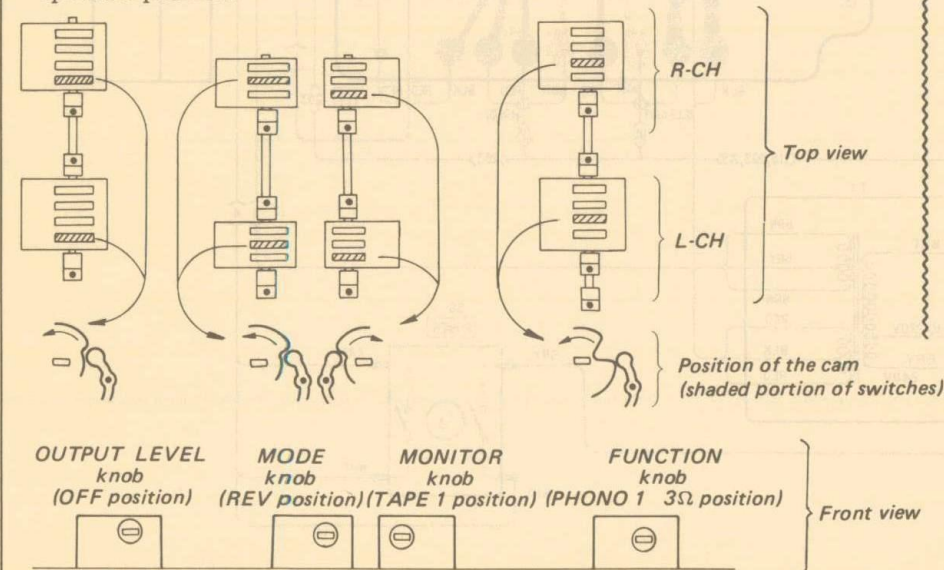 R-CH
Top view
L-CH
Position of the cam
(shaded portion of switches)
OUTPUT LEVEL
knob
(OFF position)
MODE
knob
(REV position)
MONITOR
knob
(TAPE 1 position)
FUNCTION
knob
(PHONO 1 3Ω position)
Front view